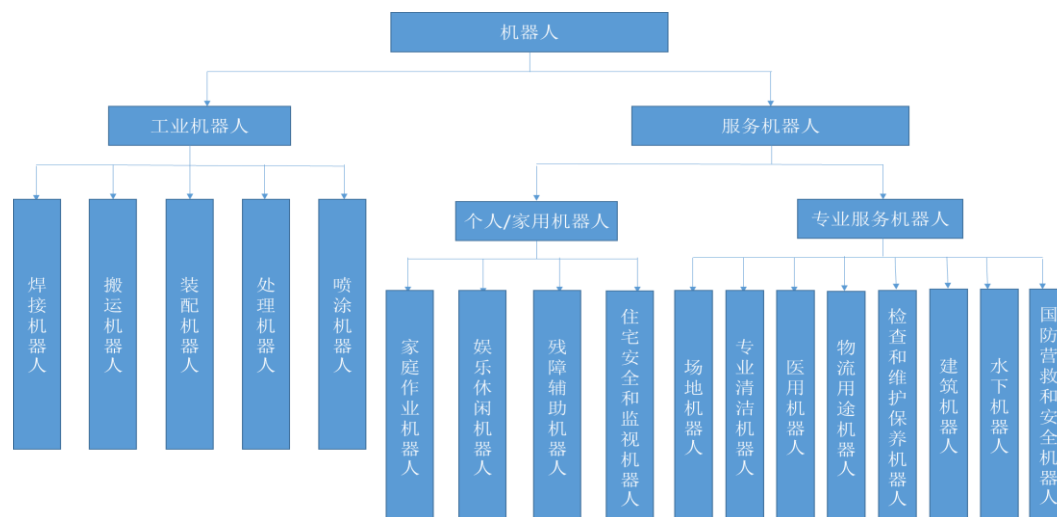 机器人
工业机器人
服务机器人
个人/家用机器人
专业服务机器人
焊接机器人
搬运机器人
装配机器人
处理机器人
喷涂机器人
家庭作业机器人
娱乐休闲机器人
残障辅助机器人
住宅安全和监视机器人
场地机器人
专业清洁机器人
医用机器人
物流用途机器人
检查和维护保养机器人
建筑机器人
水下机器人
国防营救和安全机器人